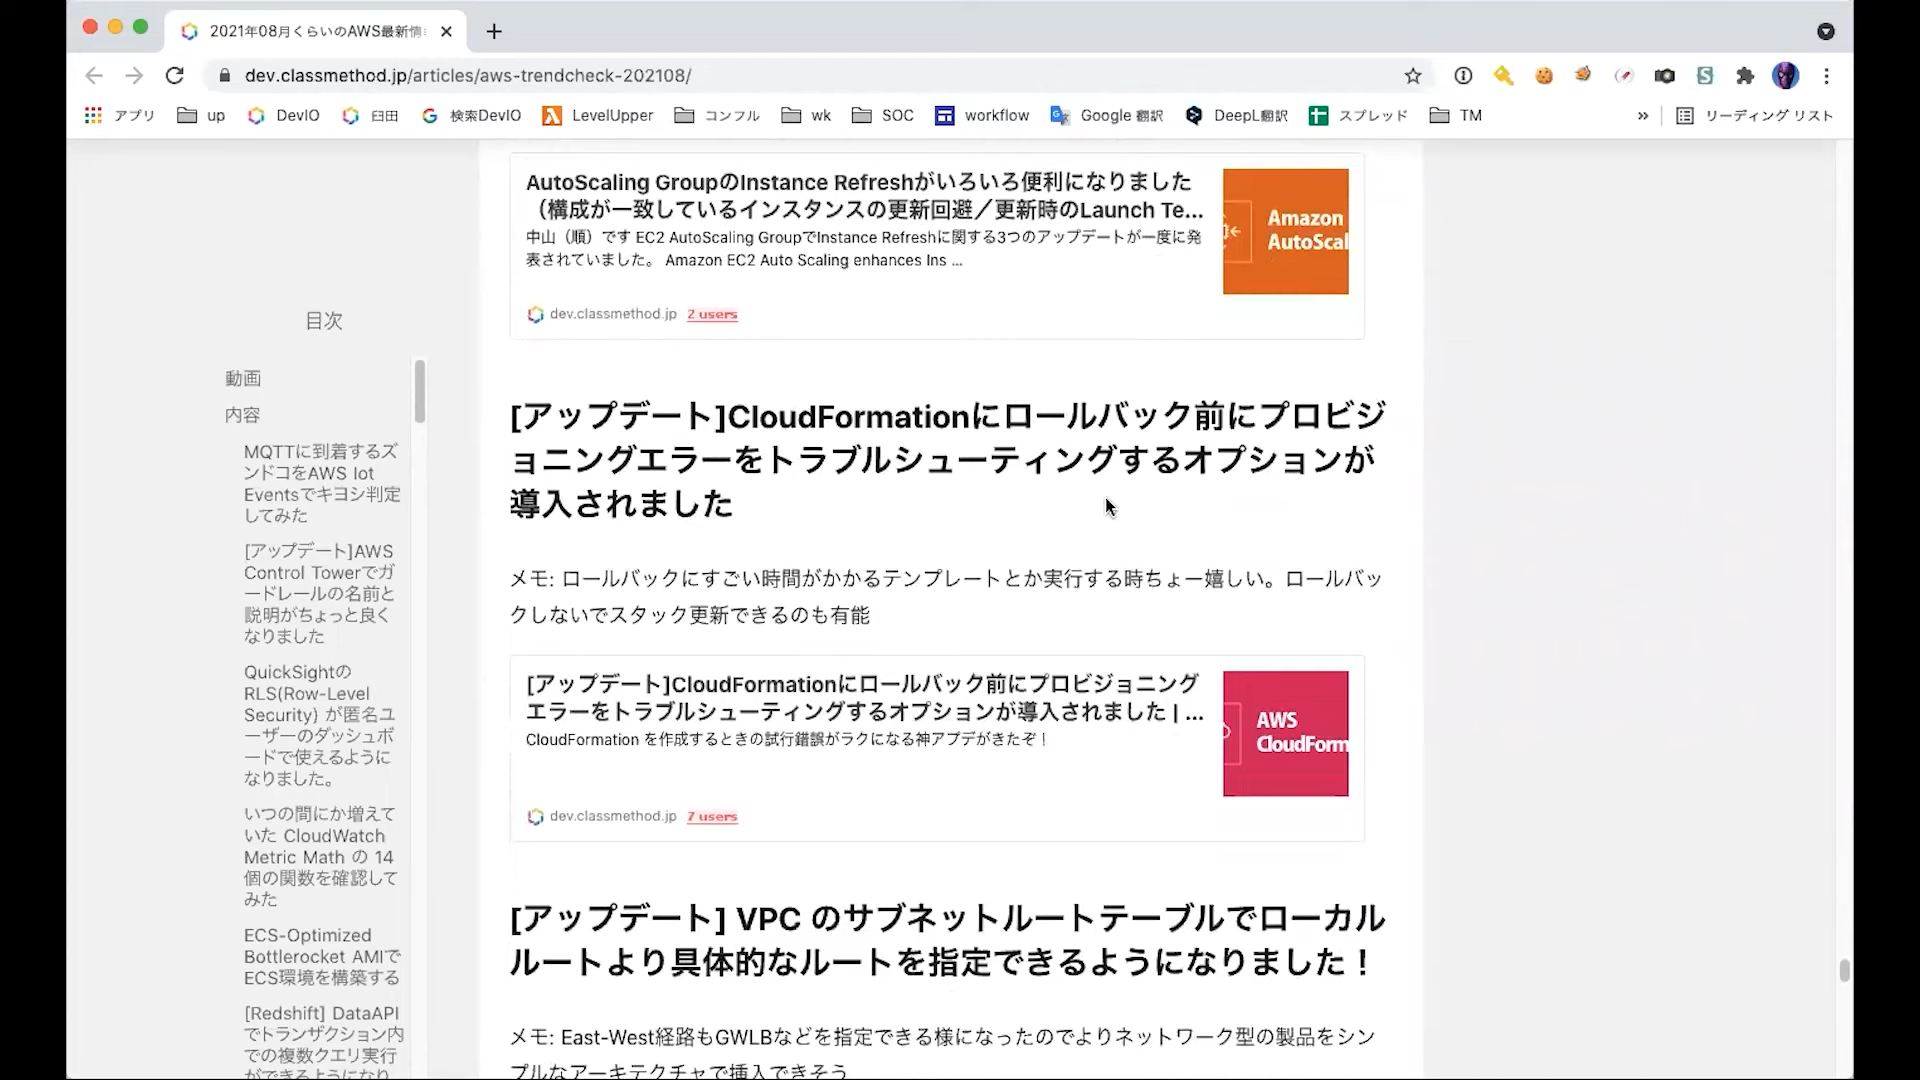 2021年08月くらいのAWS最新情
dev.classmethod.jp/articles/aws-trendcheck-202108/
アプリ
up
DevIO
臼田
検索DevIO
LevelUpper
コンフル
wk
SOC
workflow
Google 翻訳
DeepL翻訳
スプレッド
TM
»
リーディング リスト
目次
動画
内容
MQTTに到着するズ
ンドコをAWS Iot
Eventsでキヨシ判定
してみた
[アップデート]AWS
Control Towerでガ
ードレールの名前と
説明がちょっと良く
なりました
QuickSightの
RLS(Row-Level
Security) が匿名ユ
ーザーのダッシュボ
ードで使えるように
なりました。
いつの間にか増えて
いた CloudWatch
Metric Math の 14
個の関数を確認して
みた
ECS-Optimized
Bottlerocket AMIで
ECS環境を構築する
[Redshift] DataAPI
でトランザクション内
での複数クエリ実行
ができるようになり
AutoScaling GroupのInstance Refreshがいろいろ便利になりました
（構成が一致しているインスタンスの更新回避／更新時のLaunch Te...
中山（順）です EC2 AutoScaling GroupでInstance Refreshに関する3つのアップデートが一度に発
表されていました。 Amazon EC2 Auto Scaling enhances Ins ...
dev.classmethod.jp 2 users
Amazon
AutoScal
[アップデート]CloudFormationにロールバック前にプロビジ
ョニングエラーをトラブルシューティングするオプションが
導入されました
メモ: ロールバックにすごい時間がかかるテンプレートとか実行する時ちょー嬉しい。ロールバッ
クしないでスタック更新できるのも有能
[アップデート]CloudFormationにロールバック前にプロビジョニング
エラーをトラブルシューティングするオプションが導入されました | ...
CloudFormation を作成するときの試行錯誤がラクになる神アプデがきたぞ！
dev.classmethod.jp 7 users
AWS
CloudForm
[アップデート] VPC のサブネットルートテーブルでローカル
ルートより具体的なルートを指定できるようになりました！
メモ: East-West経路もGWLBなどを指定できる様になったのでよりネットワーク型の製品をシン
プルなアーキテクチャで挿入できそう